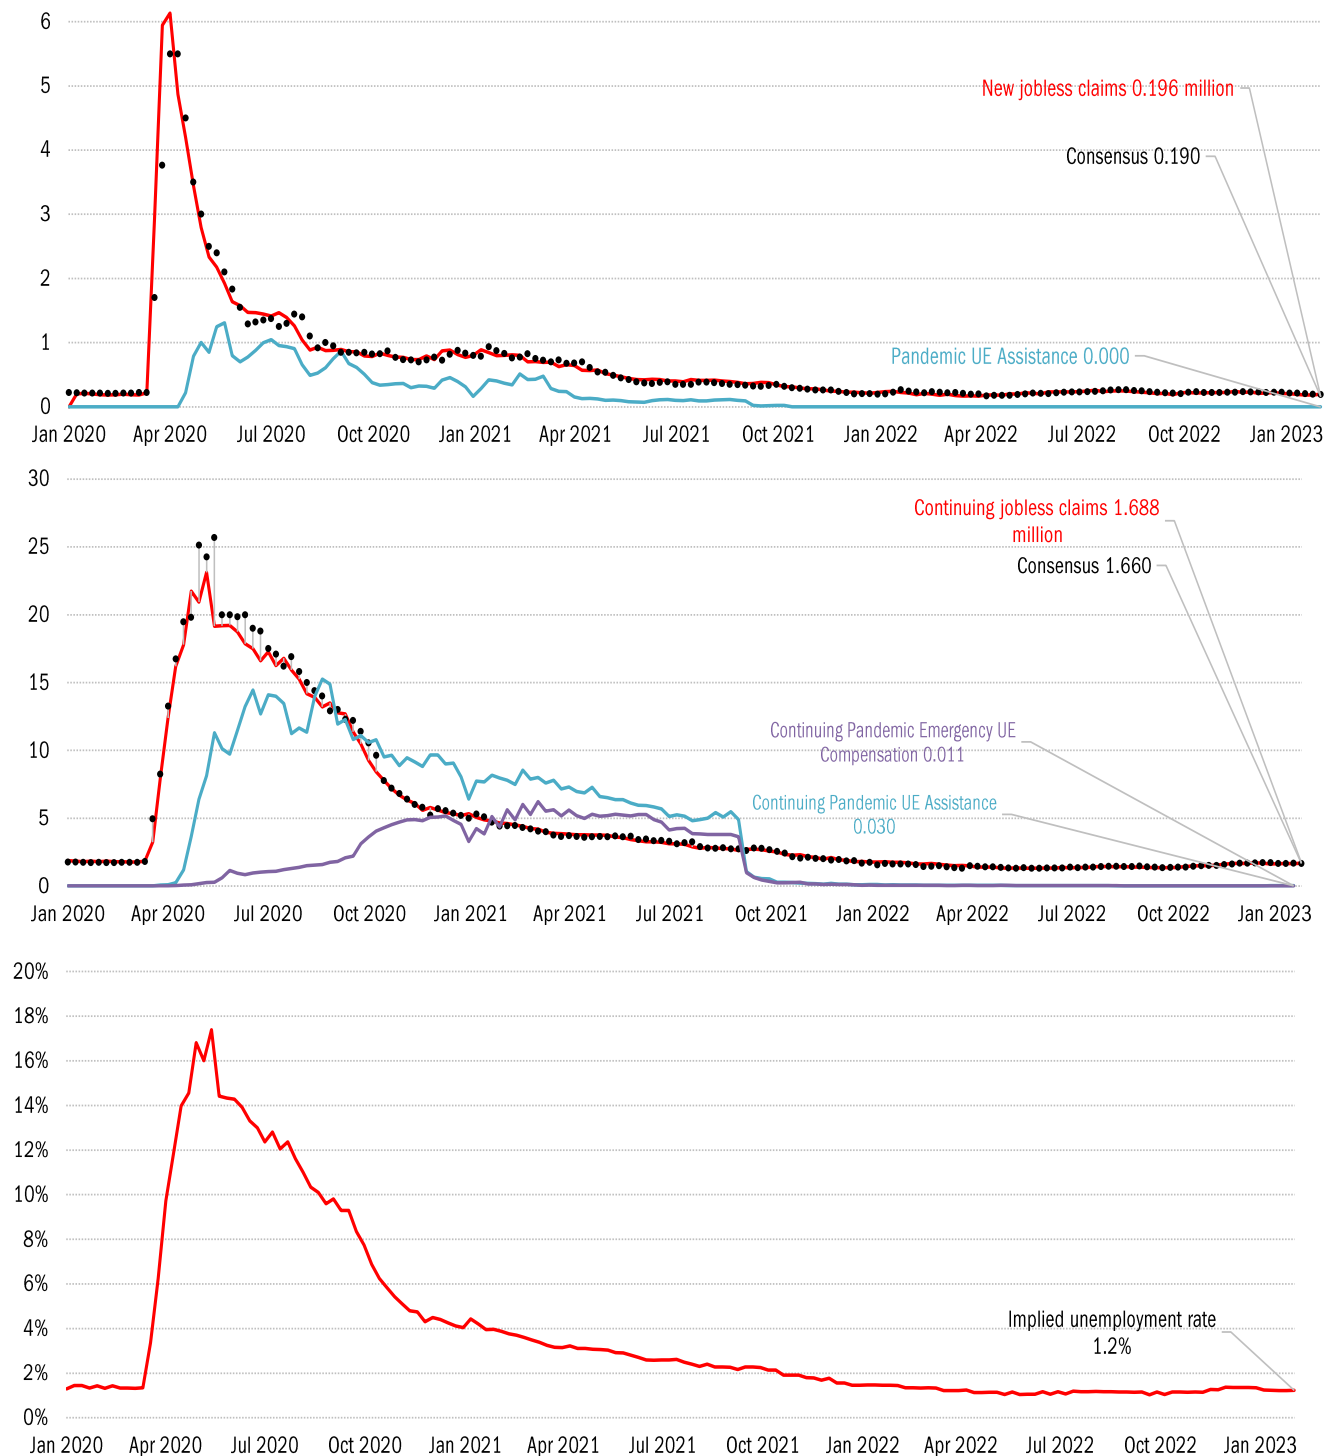 6
5
New jobless claims 0.196 million
4
Consensus 0.190
3
2
1
Pandemic UE Assistance 0.000
0
Jan 2020 Apr 2020 Jul 2020 Oct 2020 Jan 2021 Apr 2021 Jul 2021 Oct 2021 Jan 2022 Apr 2022 Jul 2022 Oct 2022 Jan 2023
30
Continuing jobless claims 1.688
million
25
Consensus 1.660
20
15
Continuing Pandemic Emergency UE
Compensation 0.011
10
Continuing Pandemic UE Assistance
0.030
5
0
Jan 2020 Apr 2020 Jul 2020 Oct 2020 Jan 2021 Apr 2021 Jul 2021 Oct 2021 Jan 2022 Apr 2022 Jul 2022 Oct 2022 Jan 2023
20%
18%
16%
14%
12%
10%
8%
6%
4%
Implied unemployment rate
1.2%
2%
0%
Jan 2020 Apr 2020 Jul 2020 Oct 2020 Jan 2021 Apr 2021 Jul 2021 Oct 2021 Jan 2022 Apr 2022 Jul 2022 Oct 2022 Jan 2023